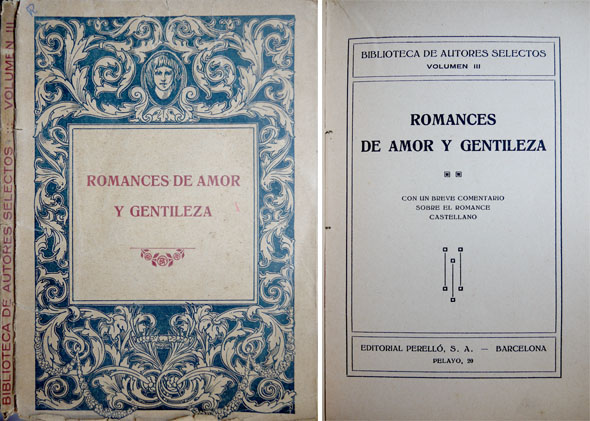 BIBLIOTECA DE AUTORES SELECTOS ::: VOLUMEN III
ROMANCES DE AMOR
Y GENTILEZA
BIBLIOTECA DE AUTORES SELECTOS
VOLUMEN III
ROMANCES
DE AMOR Y GENTILEZA
CON UN BREVE COMENTARIO
SOBRE EL ROMANCE
CASTELLANO
EDITORIAL PERELLÓ, S. A. — BARCELONA
PELAYO, 20